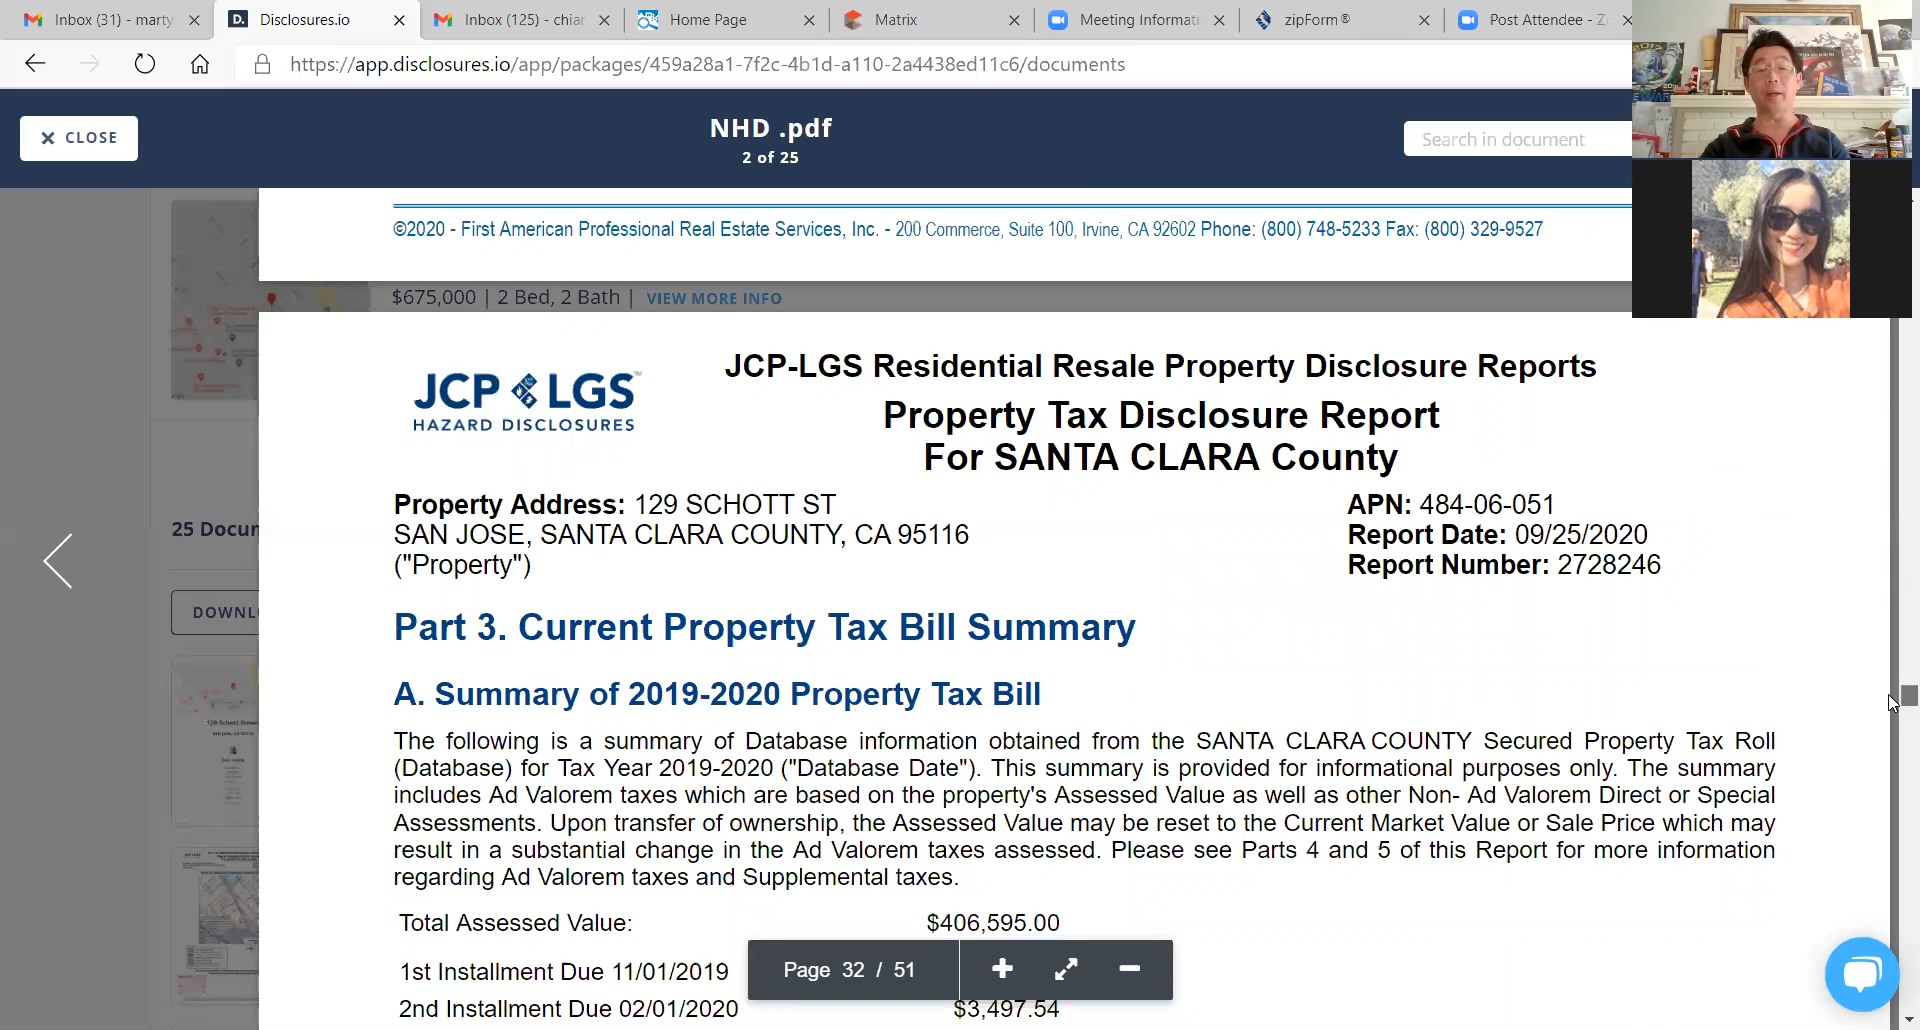 Inbox (31) - marty
Disclosures.io
Inbox (125) - chiar
Home Page
Matrix
Meeting Informati
zipForm®
Post Attendee - Zo
https://app.disclosures.io/app/packages/459a28a1-7f2c-4b1d-a110-2a4438ed11c6/documents
CLOSE
NHD .pdf
2 of 25
Search in document
2017
©2020 - First American Professional Real Estate Services, Inc. - 200 Commerce, Suite 100, Irvine, CA 92602 Phone: (800) 748-5233 Fax: (800) 329-9527
$675,000 | 2 Bed, 2 Bath | VIEW MORE INFO
JCP LGS™
HAZARD DISCLOSURES
JCP-LGS Residential Resale Property Disclosure Reports
Property Tax Disclosure Report
For SANTA CLARA County
Property Address: 129 SCHOTT ST
SAN JOSE, SANTA CLARA COUNTY, CA 95116
("Property")
APN: 484-06-051
Report Date: 09/25/2020
Report Number: 2728246
25 Docun
DOWNL
Part 3. Current Property Tax Bill Summary
A. Summary of 2019-2020 Property Tax Bill
The following is a summary of Database information obtained from the SANTA CLARA COUNTY Secured Property Tax Roll
(Database) for Tax Year 2019-2020 ("Database Date"). This summary is provided for informational purposes only. The summary
includes Ad Valorem taxes which are based on the property's Assessed Value as well as other Non- Ad Valorem Direct or Special
Assessments. Upon transfer of ownership, the Assessed Value may be reset to the Current Market Value or Sale Price which may
result in a substantial change in the Ad Valorem taxes assessed. Please see Parts 4 and 5 of this Report for more information
regarding Ad Valorem taxes and Supplemental taxes.
Total Assessed Value: $406,595.00
1st Installment Due 11/01/2019
2nd Installment Due 02/01/2020 $3,497.54
Page 32 / 51